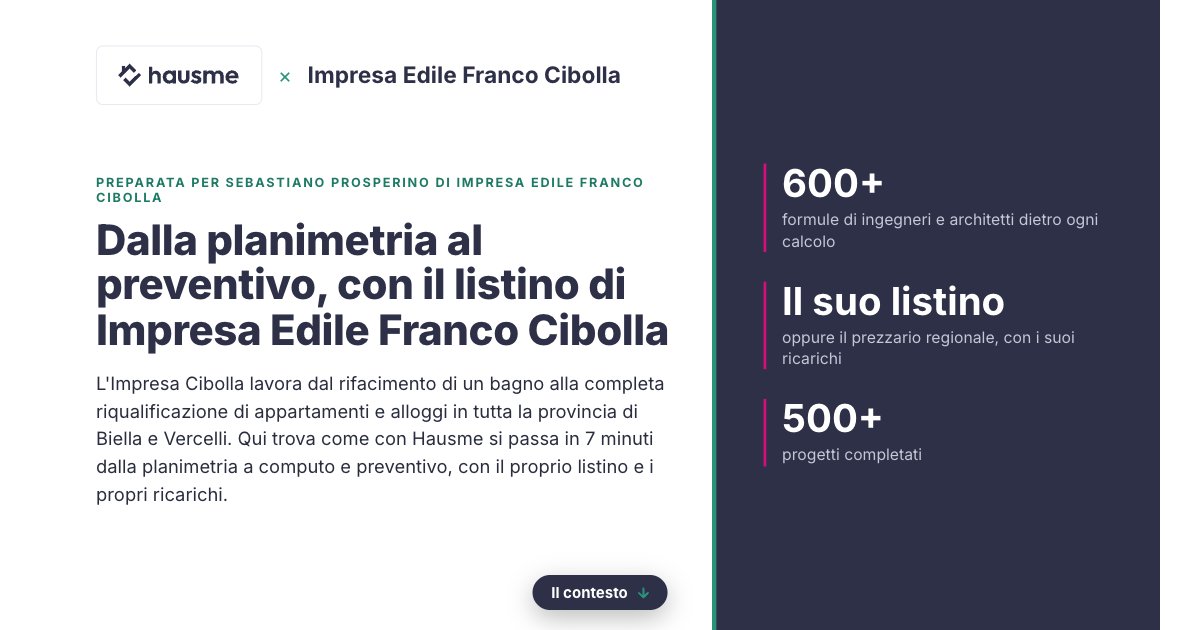 hausme × Impresa Edile Franco Cibolla
PREPARATA PER SEBASTIANO PROSPERINO DI IMPRESA EDILE FRANCO
CIBOLLA
Dalla planimetria al
preventivo, con il listino di
Impresa Edile Franco Cibolla
L'Impresa Cibolla lavora dal rifacimento di un bagno alla completa
riqualificazione di appartamenti e alloggi in tutta la provincia di
Biella e Vercelli. Qui trova come con Hausme si passa in 7 minuti
dalla planimetria a computo e preventivo, con il proprio listino e i
propri ricarichi.
Il contesto ↓
600+
formule di ingegneri e architetti dietro ogni
calcolo
Il suo listino
oppure il prezzario regionale, con i suoi
ricarichi
500+
progetti completati